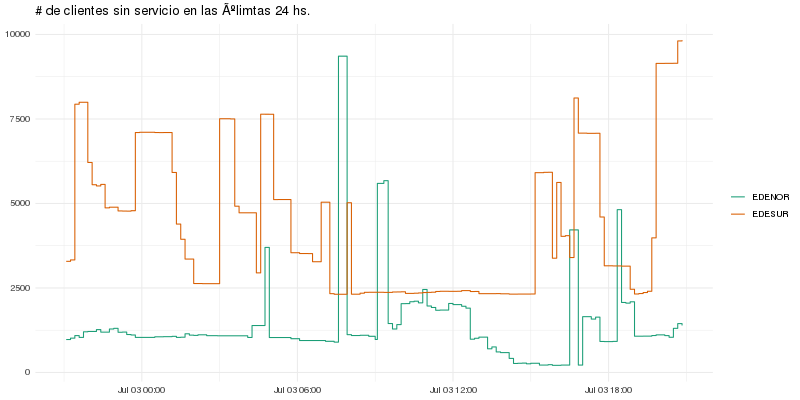 # de clientes sin servicio en las Ãºlimtas 24 hs.
10000
7500
5000
2500
0
Jul 03 00:00
Jul 03 06:00
Jul 03 12:00
Jul 03 18:00
EDENOR
EDESUR